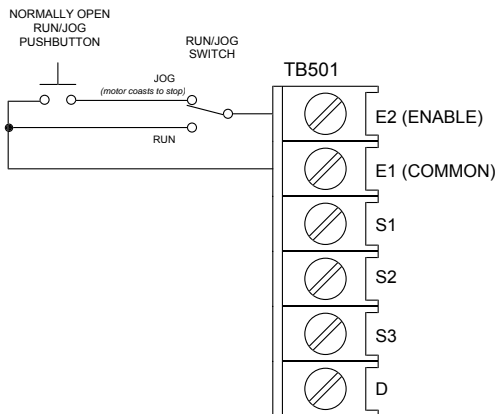 NORMALLY OPEN
RUN/JOG
PUSHBUTTON
RUN/JOG
SWITCH
JOG
(motor coasts to stop)
RUN
TB501
E2 (ENABLE)
E1 (COMMON)
S1
S2
S3
D